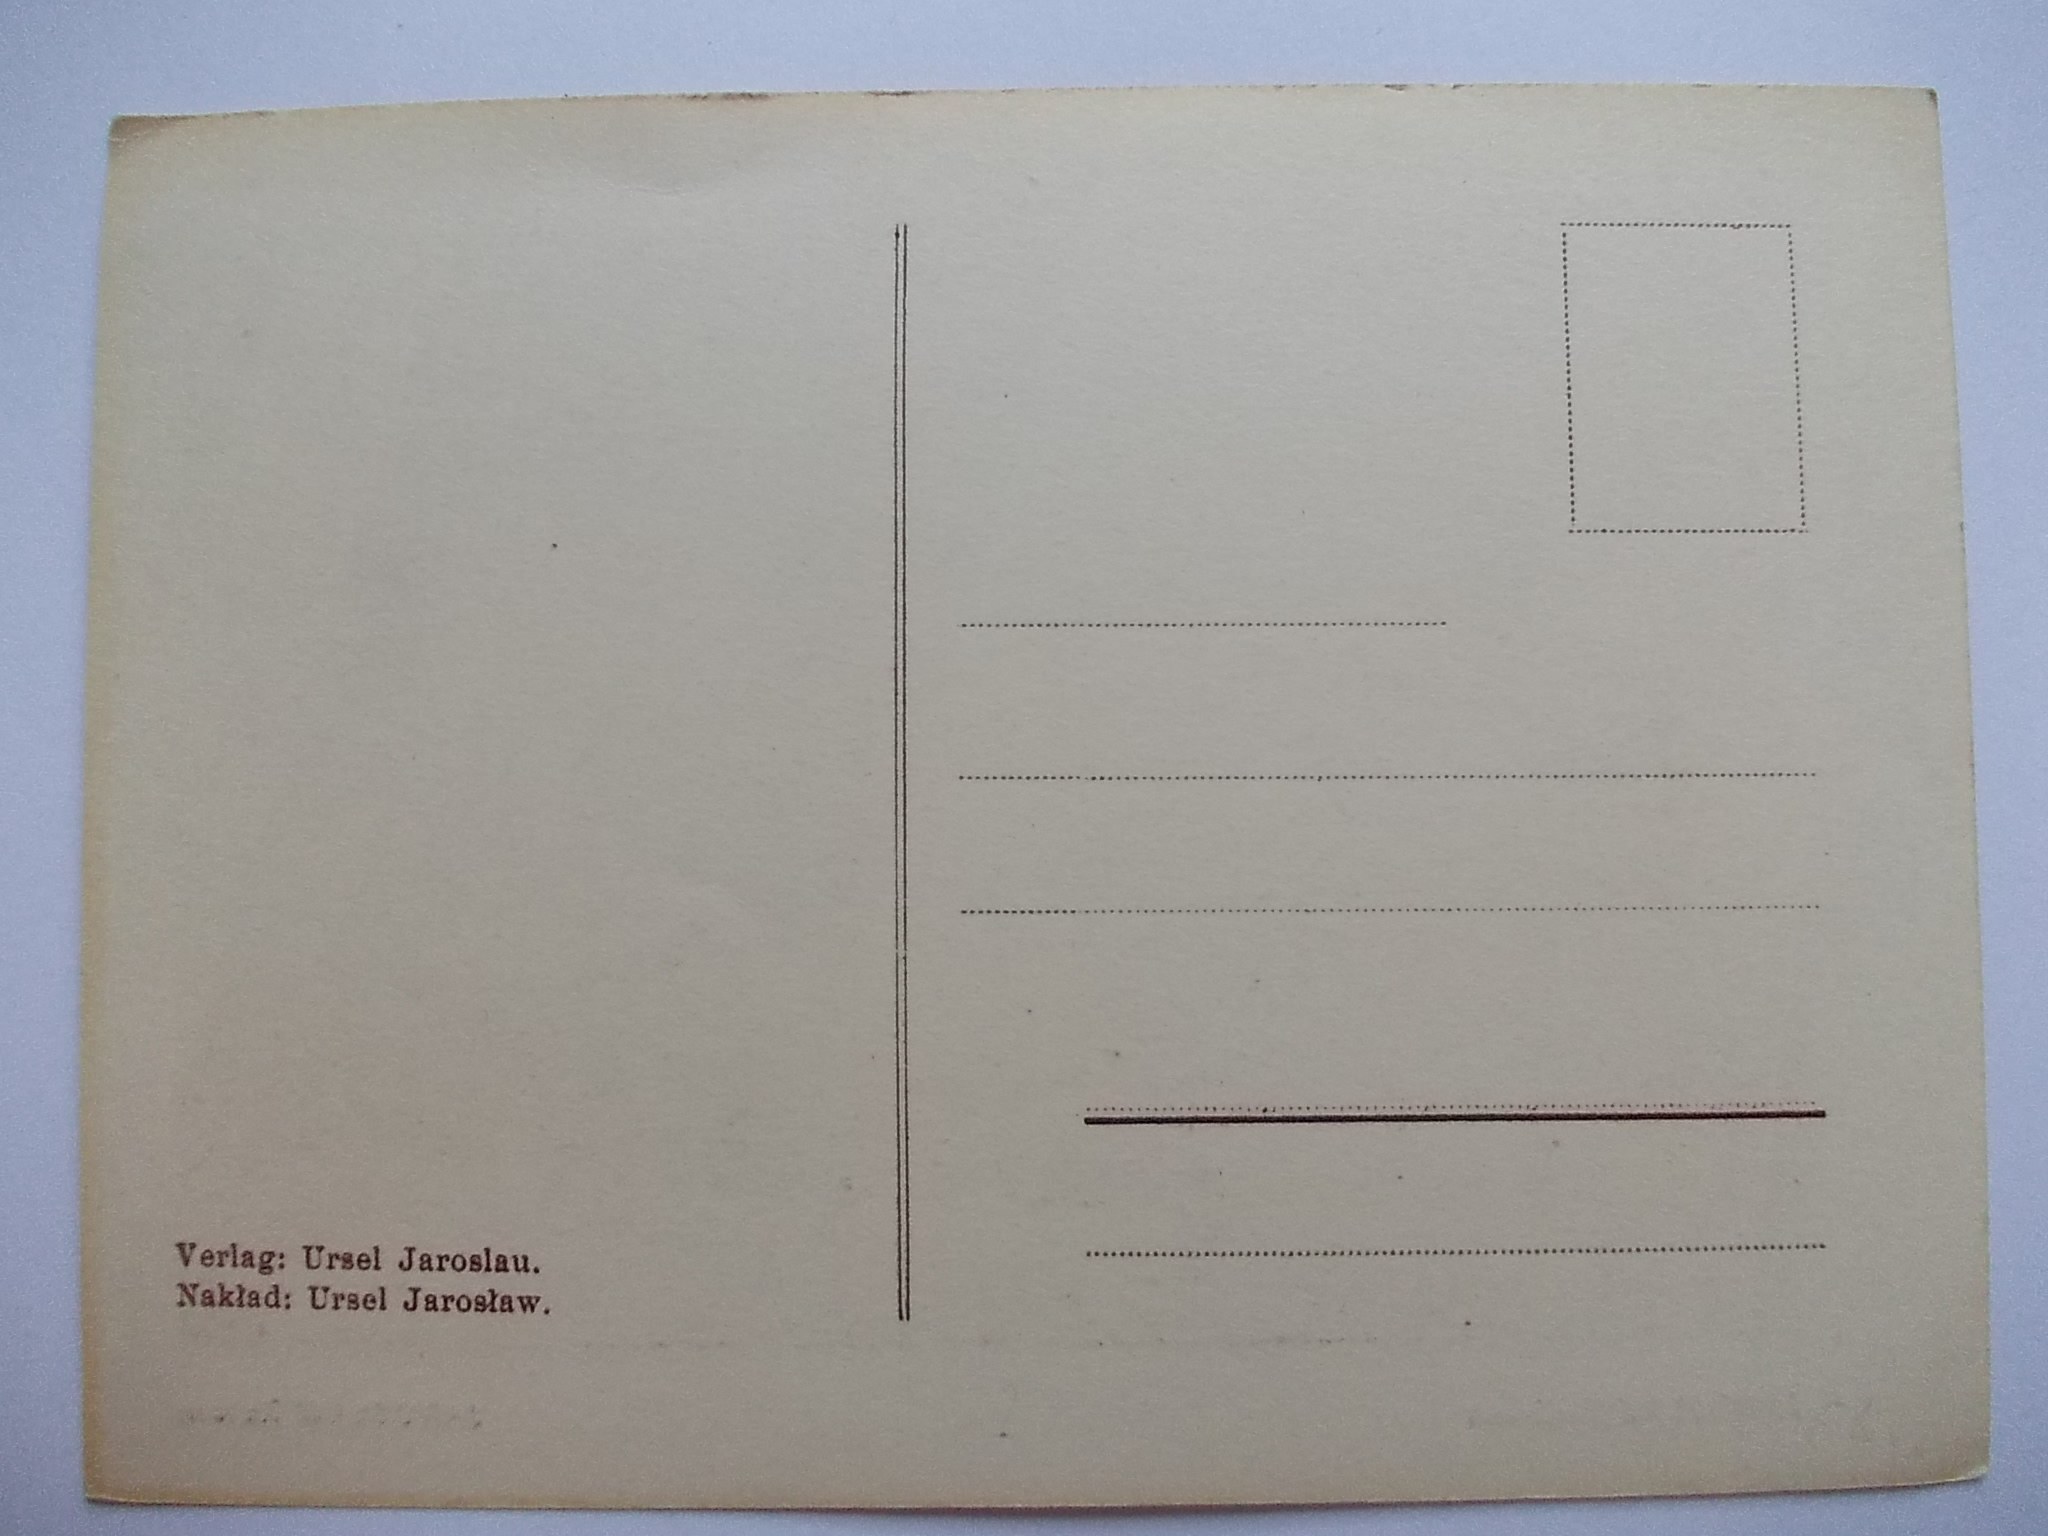 Verlag: Ursel Jaroslau.
Nakład: Ursel Jarosław.